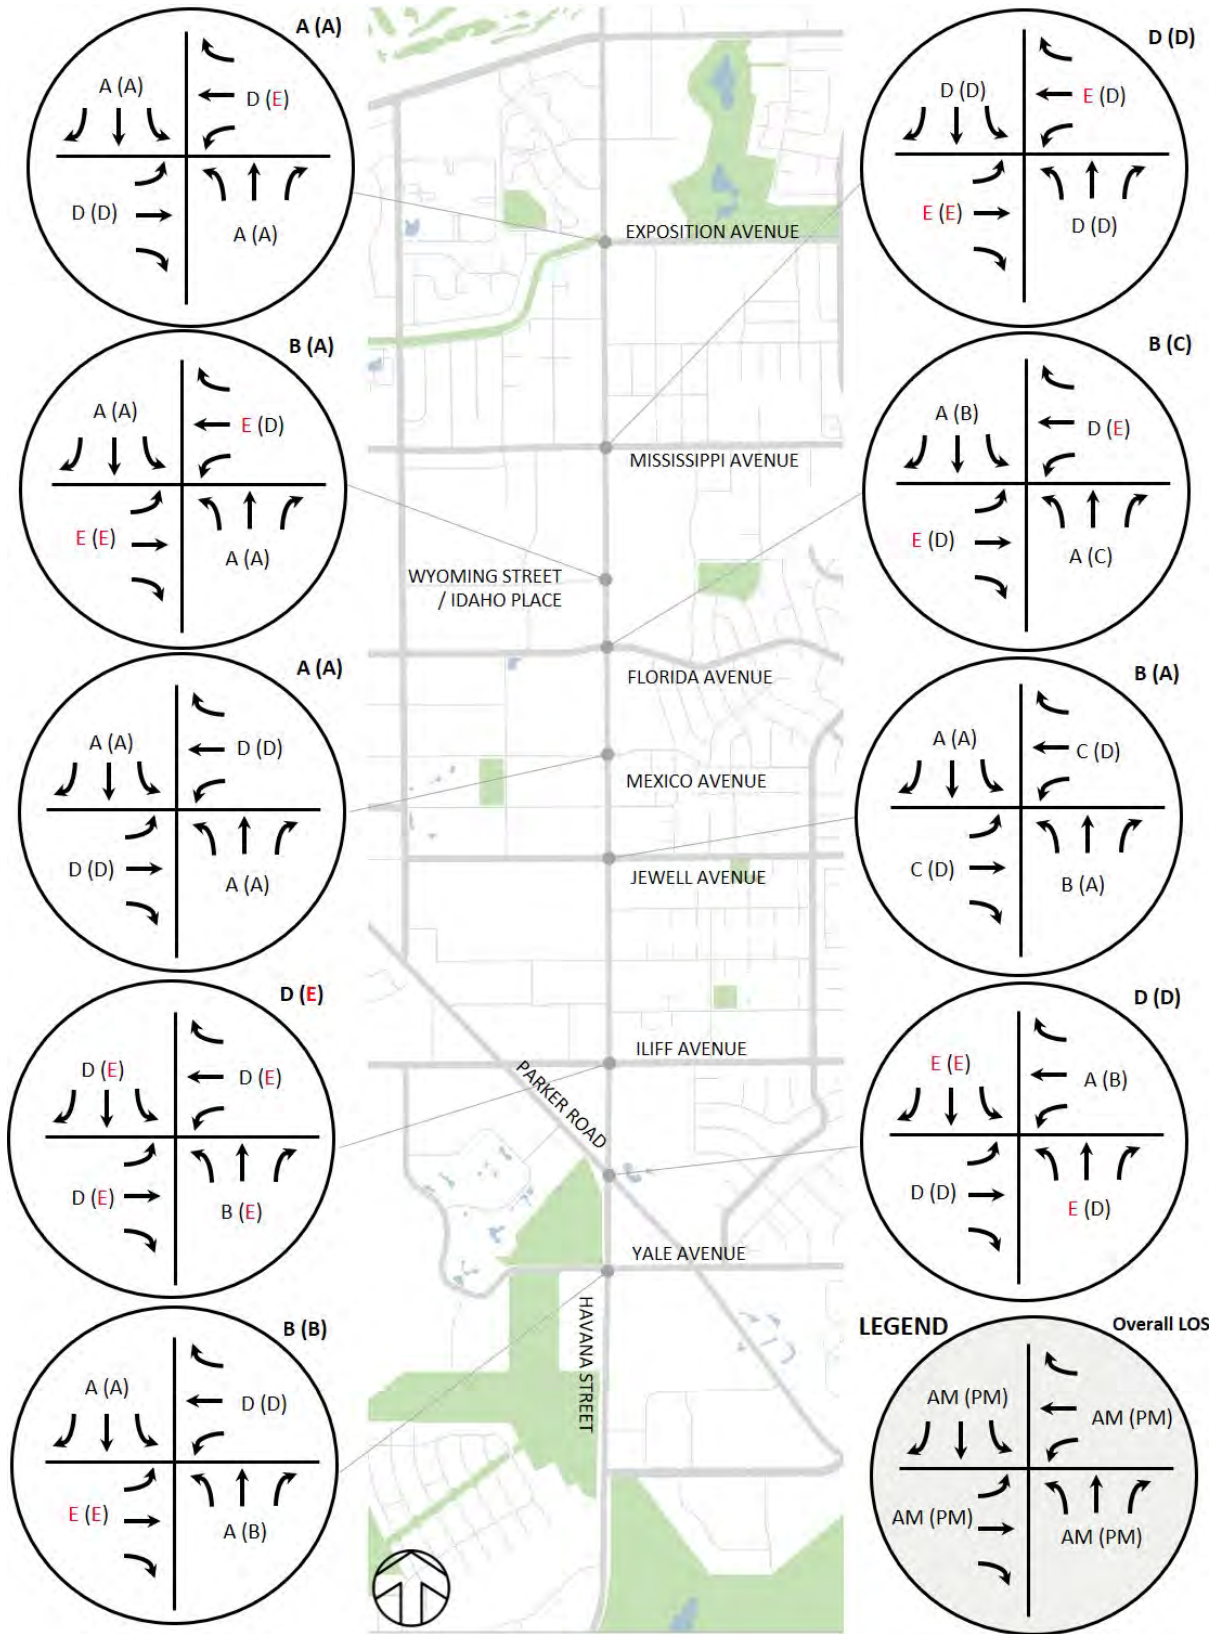 A (A)
A (A)
D (E)
D (D)
A (A)
D (D)
D (D)
E (D)
E (E)
D (D)
EXPOSITION AVENUE
B (A)
A (A)
E (D)
E (E)
A (A)
B (C)
A (B)
D (E)
E (D)
A (C)
MISSISSIPPI AVENUE
WYOMING STREET
/ IDAHO PLACE
FLORIDA AVENUE
A (A)
A (A)
D (D)
D (D)
A (A)
B (A)
A (A)
C (D)
C (D)
B (A)
MEXICO AVENUE
JEWELL AVENUE
D (E)
D (E)
D (E)
D (E)
B (E)
D (D)
E (E)
A (B)
D (D)
E (D)
ILIFF AVENUE
PARKER ROAD
YALE AVENUE
HAVANA STREET
B (B)
A (A)
D (D)
E (E)
A (B)
LEGEND
Overall LOS
AM (PM)
AM (PM)
AM (PM)
AM (PM)